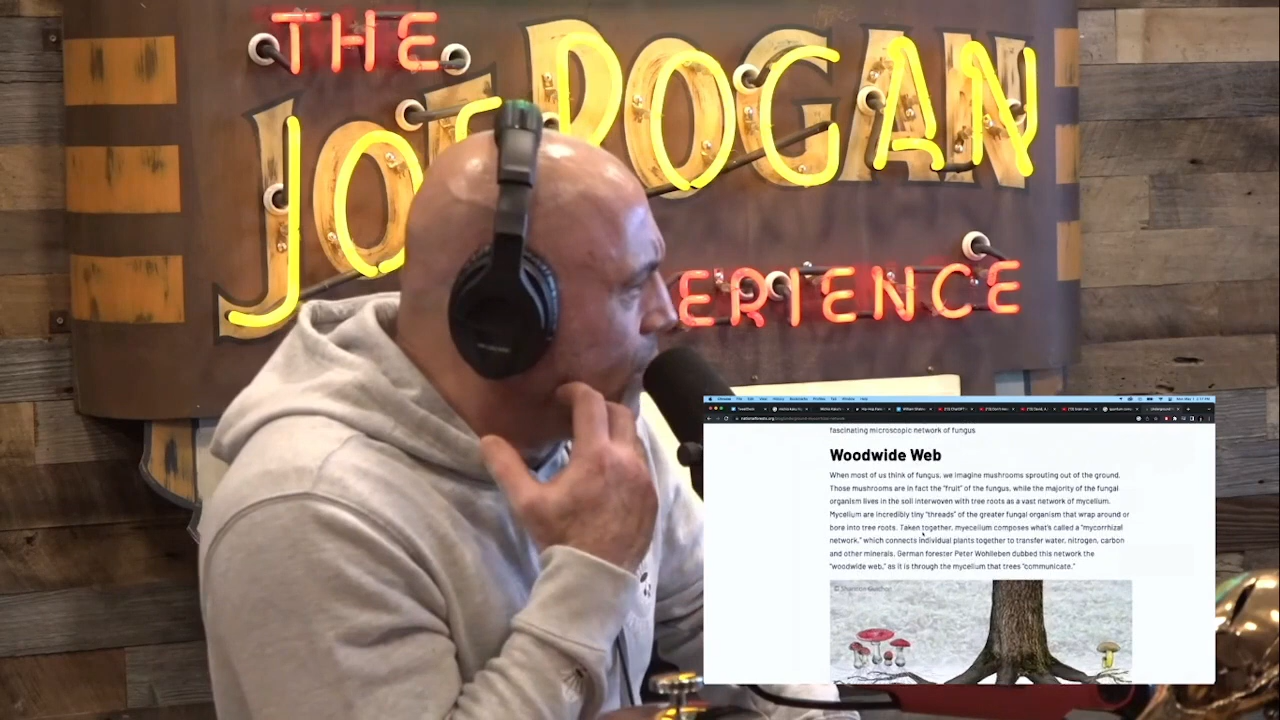 THE
JOE ROGAN
ERIENCE
fascinating microscopic network of fungus
Woodwide Web
When most of us think of fungus, we imagine mushrooms sprouting out of the ground.
Those mushrooms are in fact the "fruit" of the fungus, while the majority of the fungal
organism lives in the soil interwoven with tree roots as a vast network of mycelium.
Mycelium are incredibly tiny "threads" of the greater fungal organism that wrap around or
bore into tree roots. Taken together, myecelium composes what's called a "mycorrhizal
network," which connects individual plants together to transfer water, nitrogen, carbon
and other minerals. German forester Peter Wohlleben dubbed this network the
"woodwide web," as it is through the mycelium that trees "communicate."